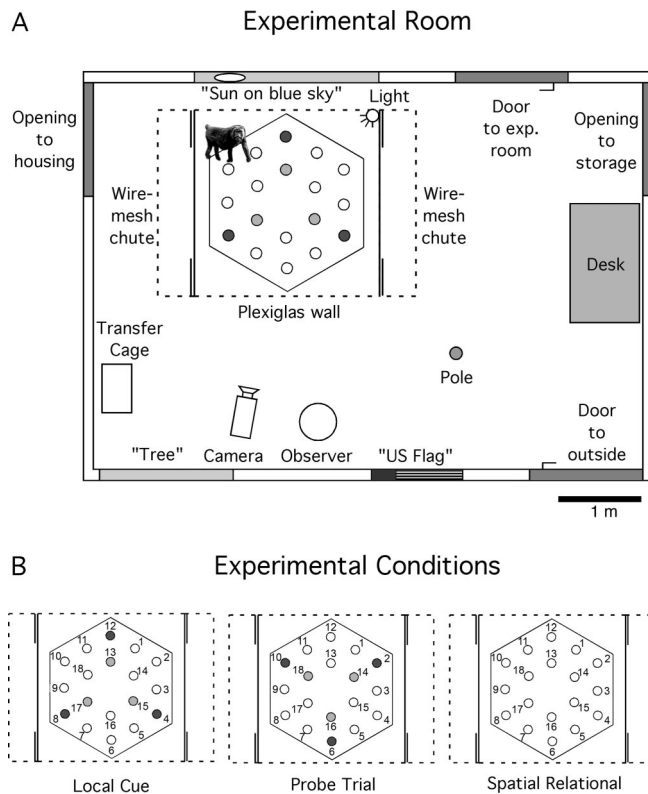 A
Experimental Room
"Sun on blue sky"
Light
Opening
to
housing
Door
to exp.
room
Opening
to
storage
Wire-
mesh
chute
Wire-
mesh
chute
Desk
Plexiglas wall
Transfer
Cage
Pole
Door
to
outside
"Tree"
Camera
Observer
"US Flag"
1 m
B
Experimental Conditions
12
11
1
10
13
2
18
14
9
3
17
15
8
4
16
7
5
6
Local Cue
12
11
1
10
13
2
18
14
9
3
17
15
8
4
16
7
5
6
Probe Trial
12
11
1
10
13
2
18
14
9
3
17
15
8
4
16
7
5
6
Spatial Relational